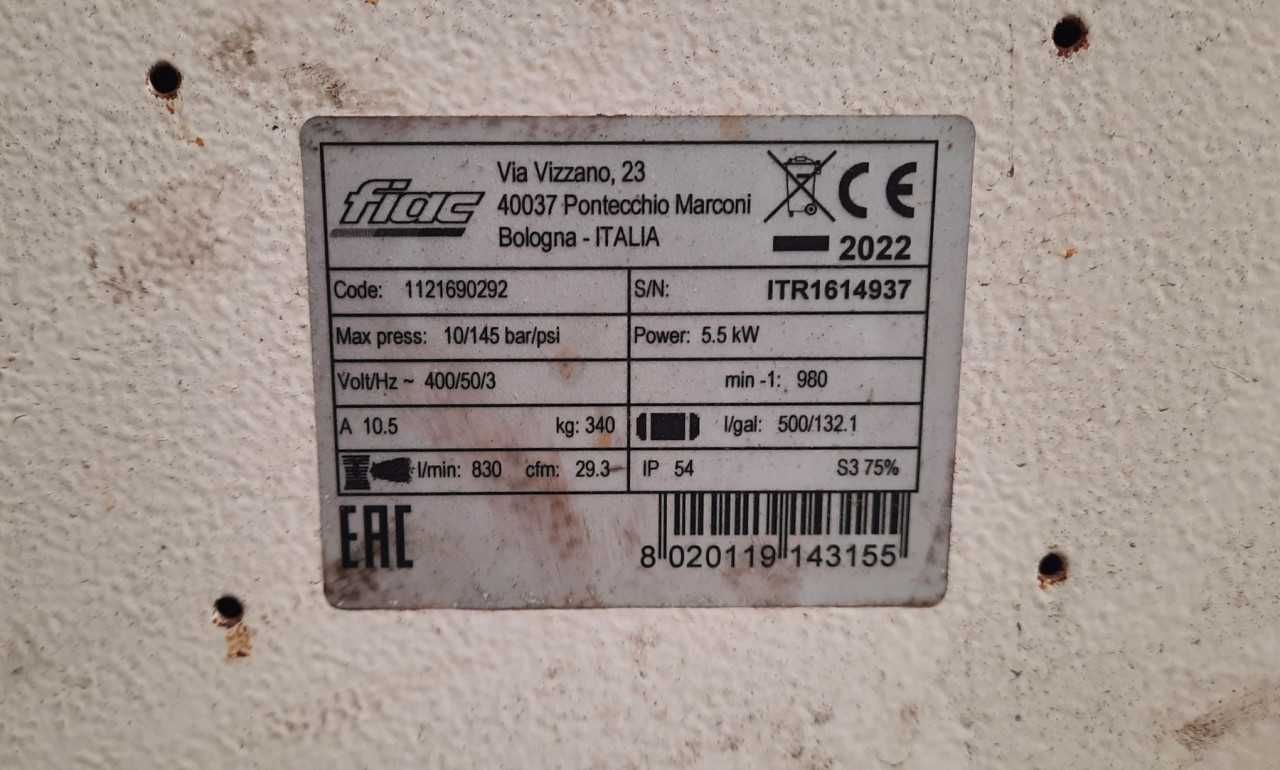 fiac
Via Vizzano, 23
40037 Pontecchio Marconi
Bologna - ITALIA
CE
2022
Code: 1121690292
S/N: ITR1614937
Max press: 10/145 bar/psi
Power: 5.5 kW
Volt/Hz ~ 400/50/3
min -1: 980
A 10.5 kg: 340
l/gal: 500/132.1
l/min: 830 cfm: 29.3
IP 54 S3 75%
EAC
8 020119 143155